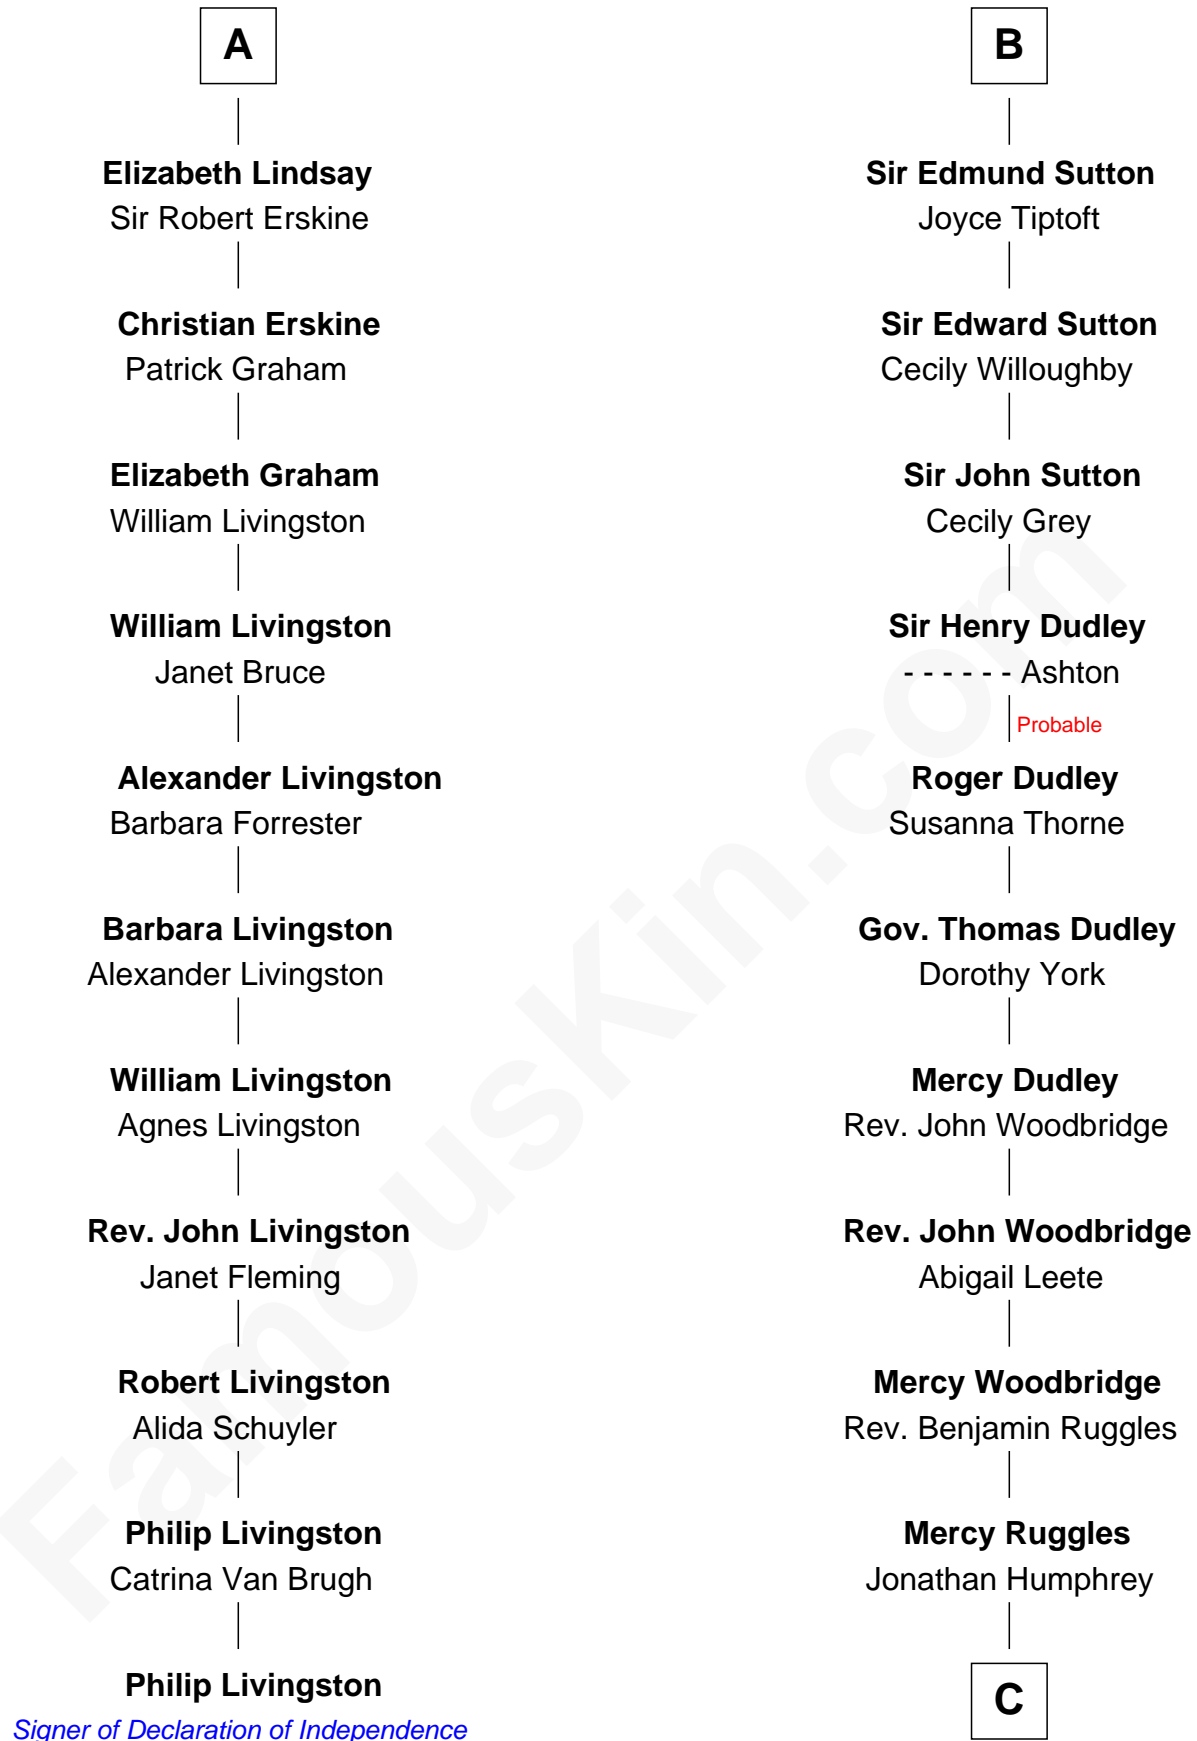 A
Elizabeth Lindsay
Sir Robert Erskine
Christian Erskine
Patrick Graham
Elizabeth Graham
William Livingston
William Livingston
Janet Bruce
Alexander Livingston
Barbara Forrester
Barbara Livingston
Alexander Livingston
William Livingston
Agnes Livingston
Rev. John Livingston
Janet Fleming
Robert Livingston
Alida Schuyler
Philip Livingston
Catrina Van Brugh
Philip Livingston
Signer of Declaration of Independence
B
Sir Edmund Sutton
Joyce Tiptoft
Sir Edward Sutton
Cecily Willoughby
Sir John Sutton
Cecily Grey
Sir Henry Dudley
- - - - - - Ashton
Probable
Roger Dudley
Susanna Thorne
Gov. Thomas Dudley
Dorothy York
Mercy Dudley
Rev. John Woodbridge
Rev. John Woodbridge
Abigail Leete
Mercy Woodbridge
Rev. Benjamin Ruggles
Mercy Ruggles
Jonathan Humphrey
C
FamousKin.com